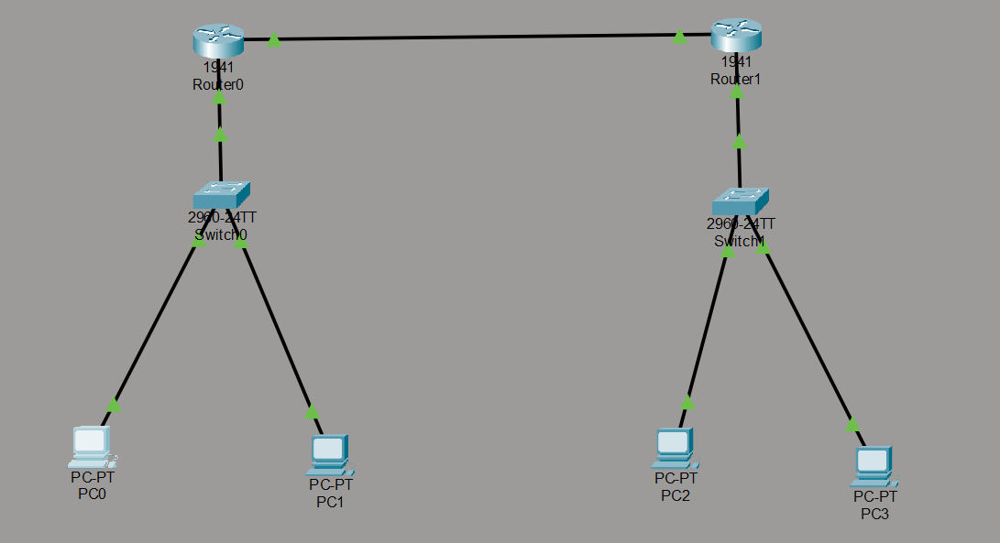 1941
Router0
1941
Router1
2960-24TT
Switch0
2960-24TT
Switch1
PC-PT
PC0
PC-PT
PC1
PC-PT
PC2
PC-PT
PC3